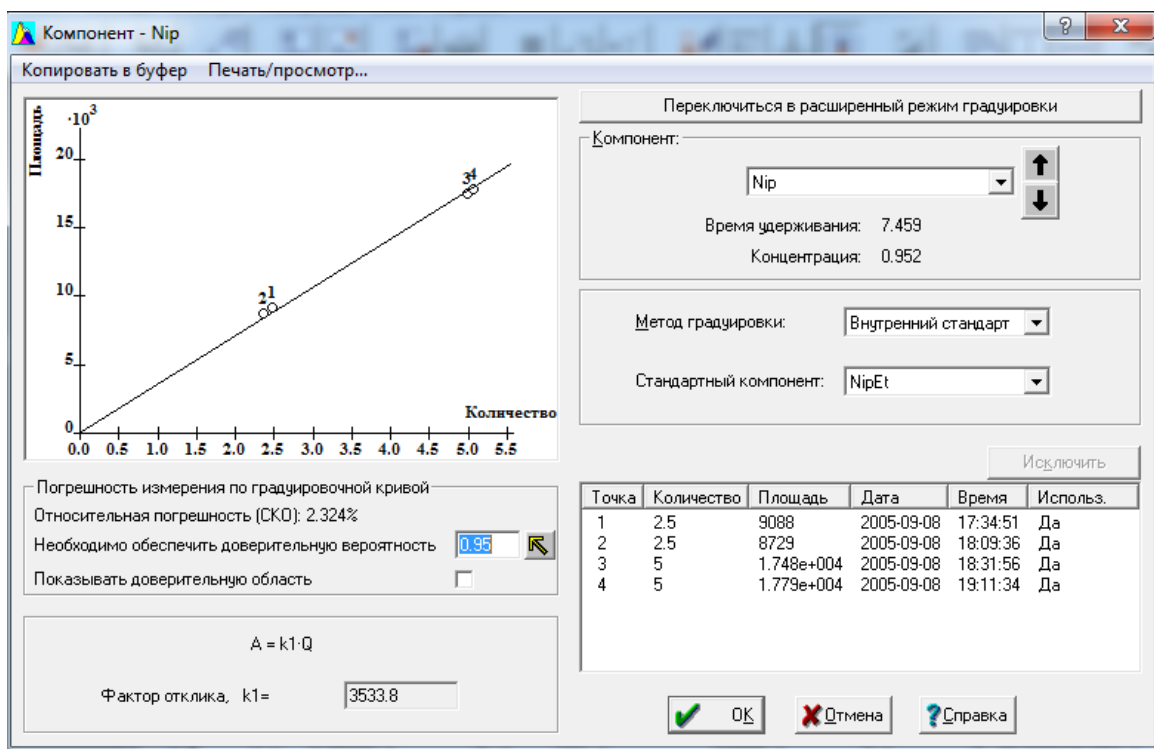 Компонент - Nip
Копировать в буфер Печать/просмотр...
Площадь
·10³
20
15
10
5
0
34
21
Количество
0.0 0.5 1.0 1.5 2.0 2.5 3.0 3.5 4.0 4.5 5.0 5.5
Погрешность измерения по градуировочной кривой
Относительная погрешность (СКО): 2.324%
Необходимо обеспечить доверительную вероятность 0.95
Показывать доверительную область
A = k1·Q
Фактор отклика, k1= 3533.8
Переключиться в расширенный режим градуировки
Компонент:
Nip
Время удерживания: 7.459
Концентрация: 0.952
Метод градуировки: Внутренний стандарт
Стандартный компонент: NipEt
Исключить
Точка Количество Площадь Дата Время Использ.
1 2.5 9088 2005-09-08 17:34:51 Да
2 2.5 8729 2005-09-08 18:09:36 Да
3 5 1.748e+004 2005-09-08 18:31:56 Да
4 5 1.779e+004 2005-09-08 19:11:34 Да
OK Отмена Справка